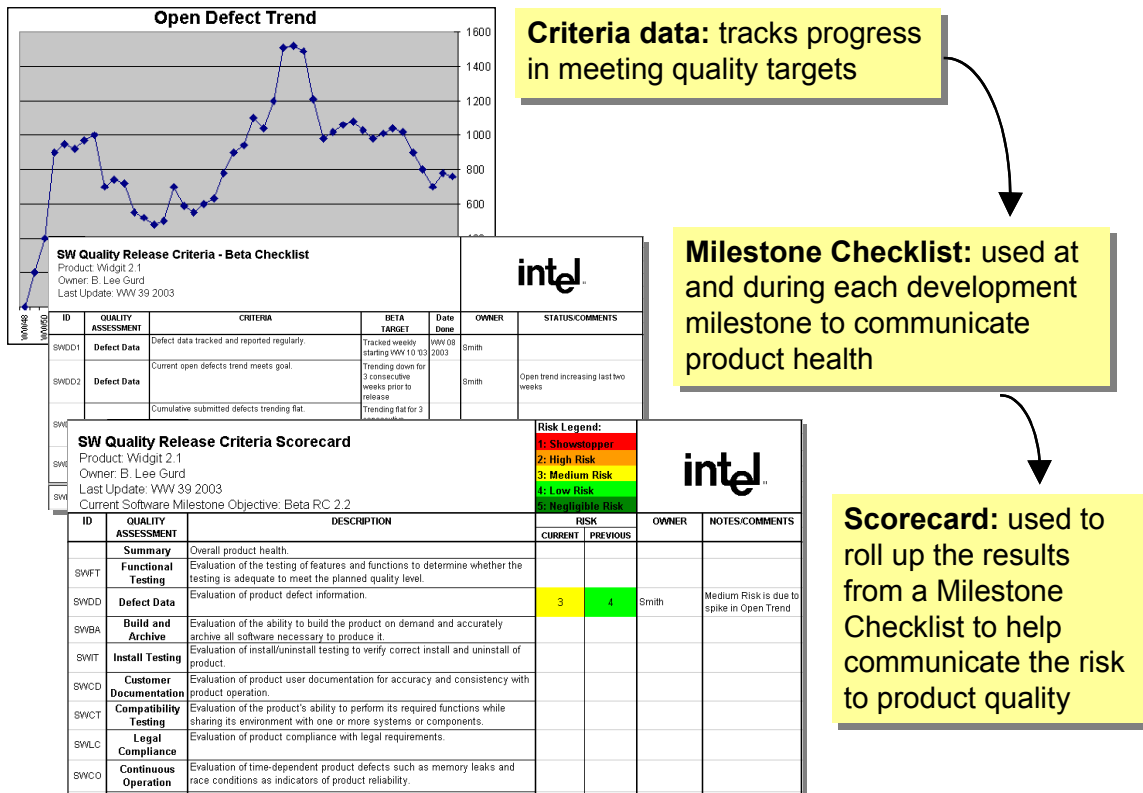 Open Defect Trend
1600
1400
1200
1000
800
600
WW48
WW50
Criteria data: tracks progress
in meeting quality targets
SW Quality Release Criteria - Beta Checklist
Product: Widgit 2.1
Owner: B. Lee Gurd
Last Update: WW 39 2003
intel
ID
QUALITY
ASSESSMENT
CRITERIA
BETA
TARGET
Date
Done
OWNER
STATUS/COMMENTS
SWDD1
Defect Data
Defect data tracked and reported regularly.
Tracked weekly
starting WW 10 '03
WW 08
2003
Smith
SWDD2
Defect Data
Current open defects trend meets goal.
Trending down for
3 consecutive
weeks prior to
release
Smith
Open trend increasing last two
weeks
Cumulative submitted defects trending flat.
Trending flat for 3
Milestone Checklist: used at
and during each development
milestone to communicate
product health
SW Quality Release Criteria Scorecard
Product: Widgit 2.1
Owner: B. Lee Gurd
Last Update: WW 39 2003
Current Software Milestone Objective: Beta RC 2.2
Risk Legend:
1: Showstopper
2: High Risk
3: Medium Risk
4: Low Risk
5: Negligible Risk
intel
ID
QUALITY
ASSESSMENT
DESCRIPTION
RISK
CURRENT
PREVIOUS
OWNER
NOTES/COMMENTS
Summary
Overall product health.
SWFT
Functional
Testing
Evaluation of the testing of features and functions to determine whether the
testing is adequate to meet the planned quality level.
SWDD
Defect Data
Evaluation of product defect information.
3
4
Smith
Medium Risk is due to
spike in Open Trend
SWBA
Build and
Archive
Evaluation of the ability to build the product on demand and accurately
archive all software necessary to produce it.
SWIT
Install Testing
Evaluation of install/uninstall testing to verify correct install and uninstall of
product.
SWCD
Customer
Documentation
Evaluation of product user documentation for accuracy and consistency with
product operation.
SWCT
Compatibility
Testing
Evaluation of the product's ability to perform its required functions while
sharing its environment with one or more systems or components.
SWLC
Legal
Compliance
Evaluation of product compliance with legal requirements.
SWCO
Continuous
Operation
Evaluation of time-dependent product defects such as memory leaks and
race conditions as indicators of product reliability.
Scorecard: used to
roll up the results
from a Milestone
Checklist to help
communicate the risk
to product quality